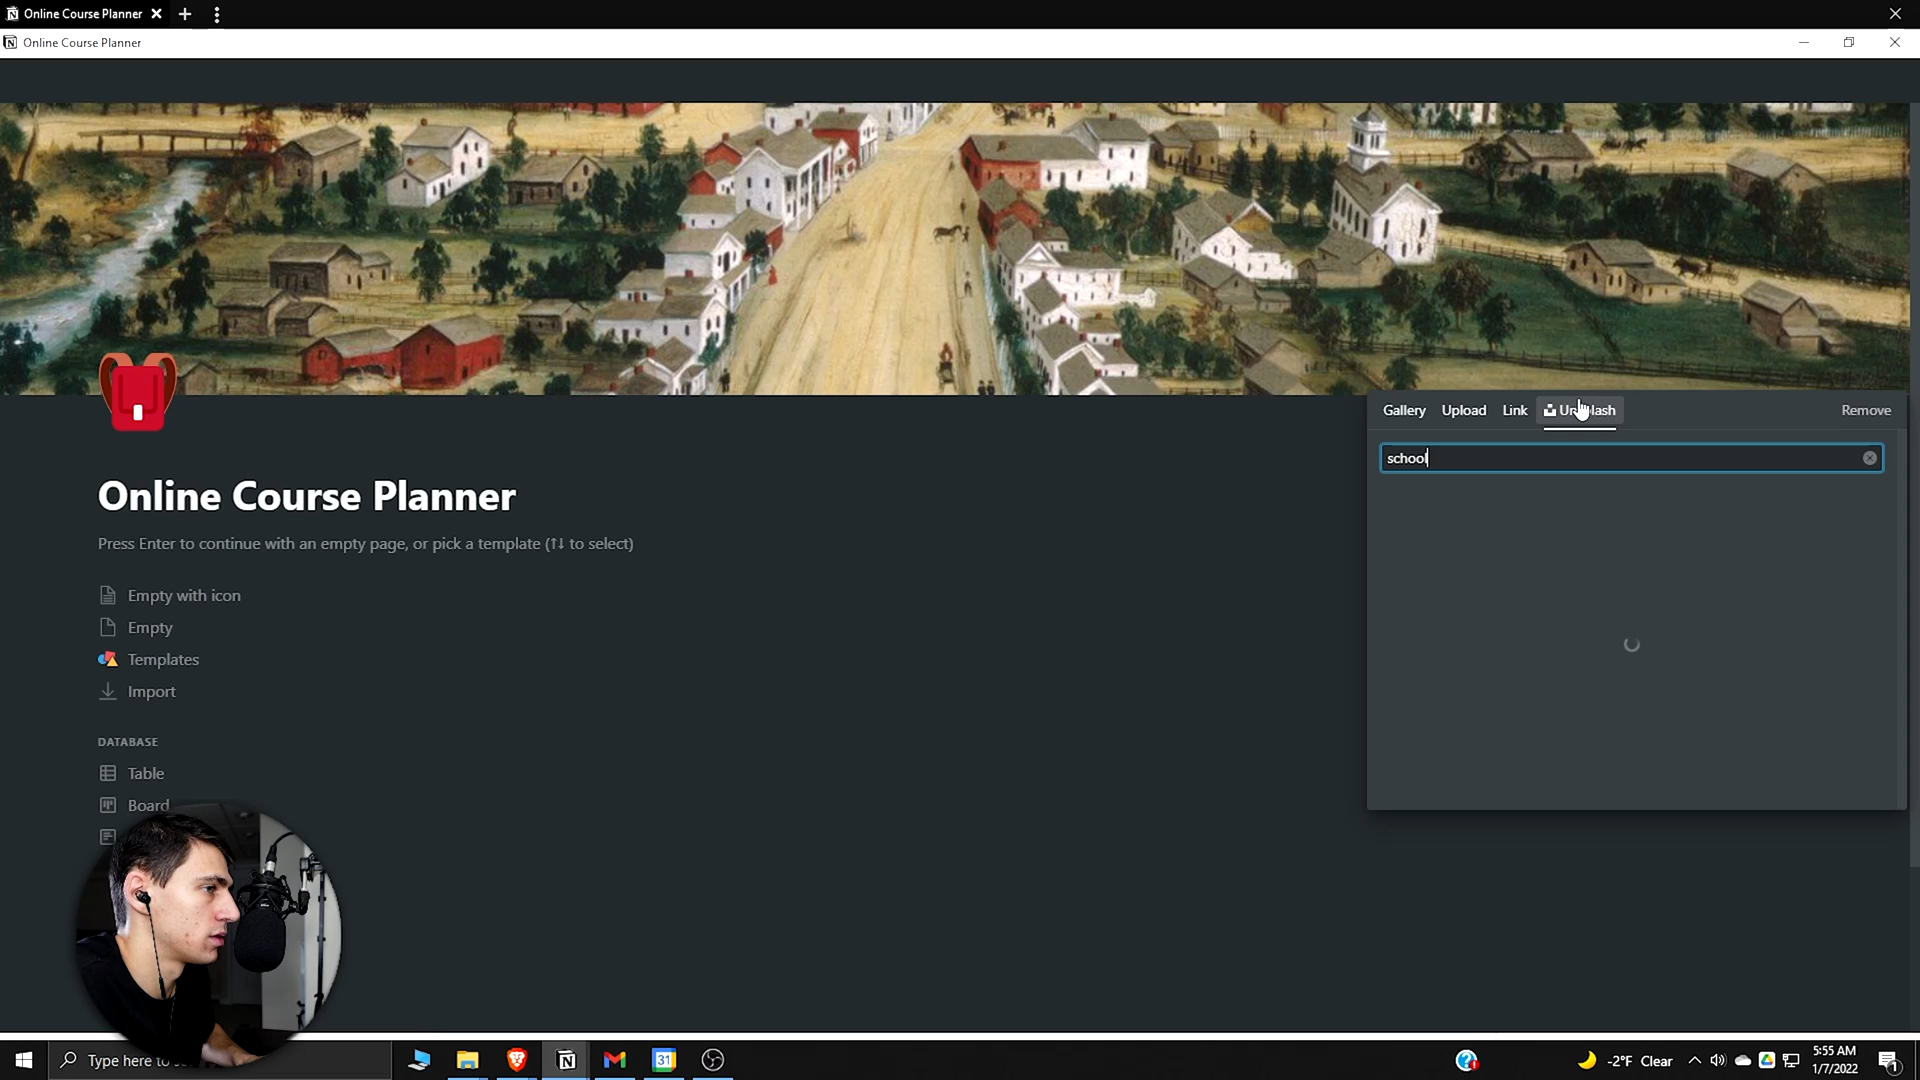 Online Course Planner
Online Course Planner
Gallery Upload Link Remove
school
Online Course Planner
Press Enter to continue with an empty page, or pick a template (↑↓ to select)
Empty with icon
Empty
Templates
Import
DATABASE
Table
Board
Type here to
31
-2°F Clear
5:55 AM
1/7/2022
1